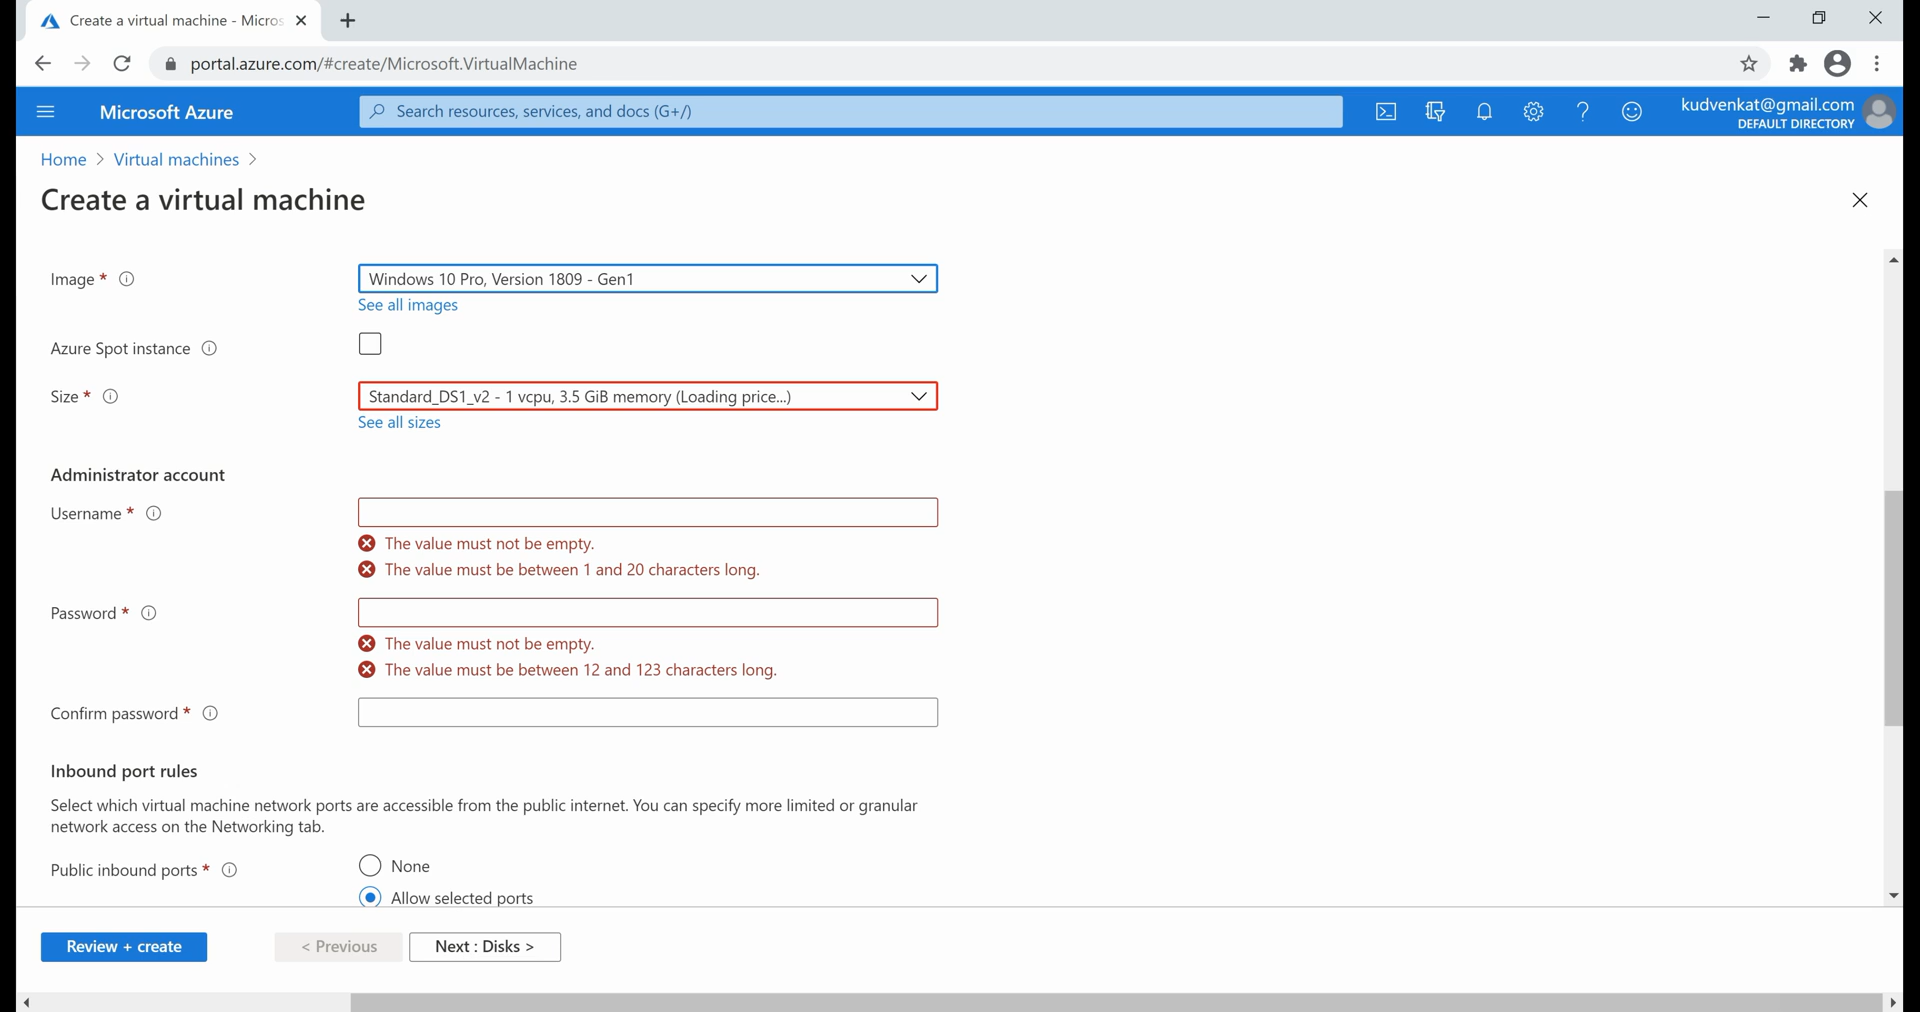 Create a virtual machine - Micros
portal.azure.com/#create/Microsoft.VirtualMachine
Microsoft Azure
Search resources, services, and docs (G+/)
kudvenkat@gmail.com
DEFAULT DIRECTORY
Home > Virtual machines >
Create a virtual machine
Image *
Windows 10 Pro, Version 1809 - Gen1
See all images
Azure Spot instance
Size *
Standard_DS1_v2 - 1 vcpu, 3.5 GiB memory (Loading price...)
See all sizes
Administrator account
Username *
The value must not be empty.
The value must be between 1 and 20 characters long.
Password *
The value must not be empty.
The value must be between 12 and 123 characters long.
Confirm password *
Inbound port rules
Select which virtual machine network ports are accessible from the public internet. You can specify more limited or granular
network access on the Networking tab.
Public inbound ports *
None
Allow selected ports
Review + create
< Previous
Next : Disks >